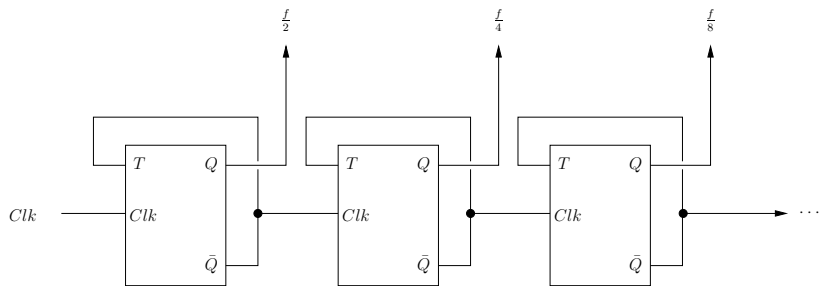 f/2 f/4 f/8
T Q T Q T Q
Clk Clk Clk Clk ...
Q̄ Q̄ Q̄